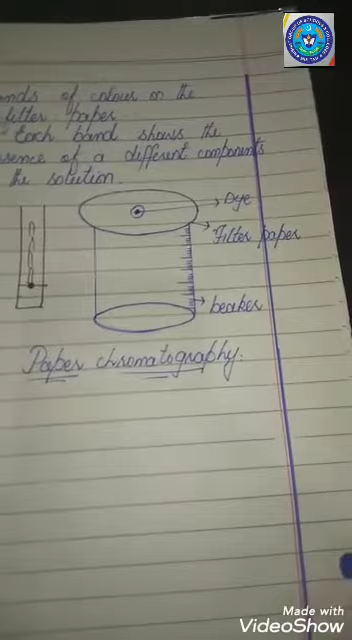 ands of colour on the
filter paper
Each band shows the
sence of a different components
the solution.
Dye
Filter paper
beaker
Paper chromatography.
Made with
VideoShow